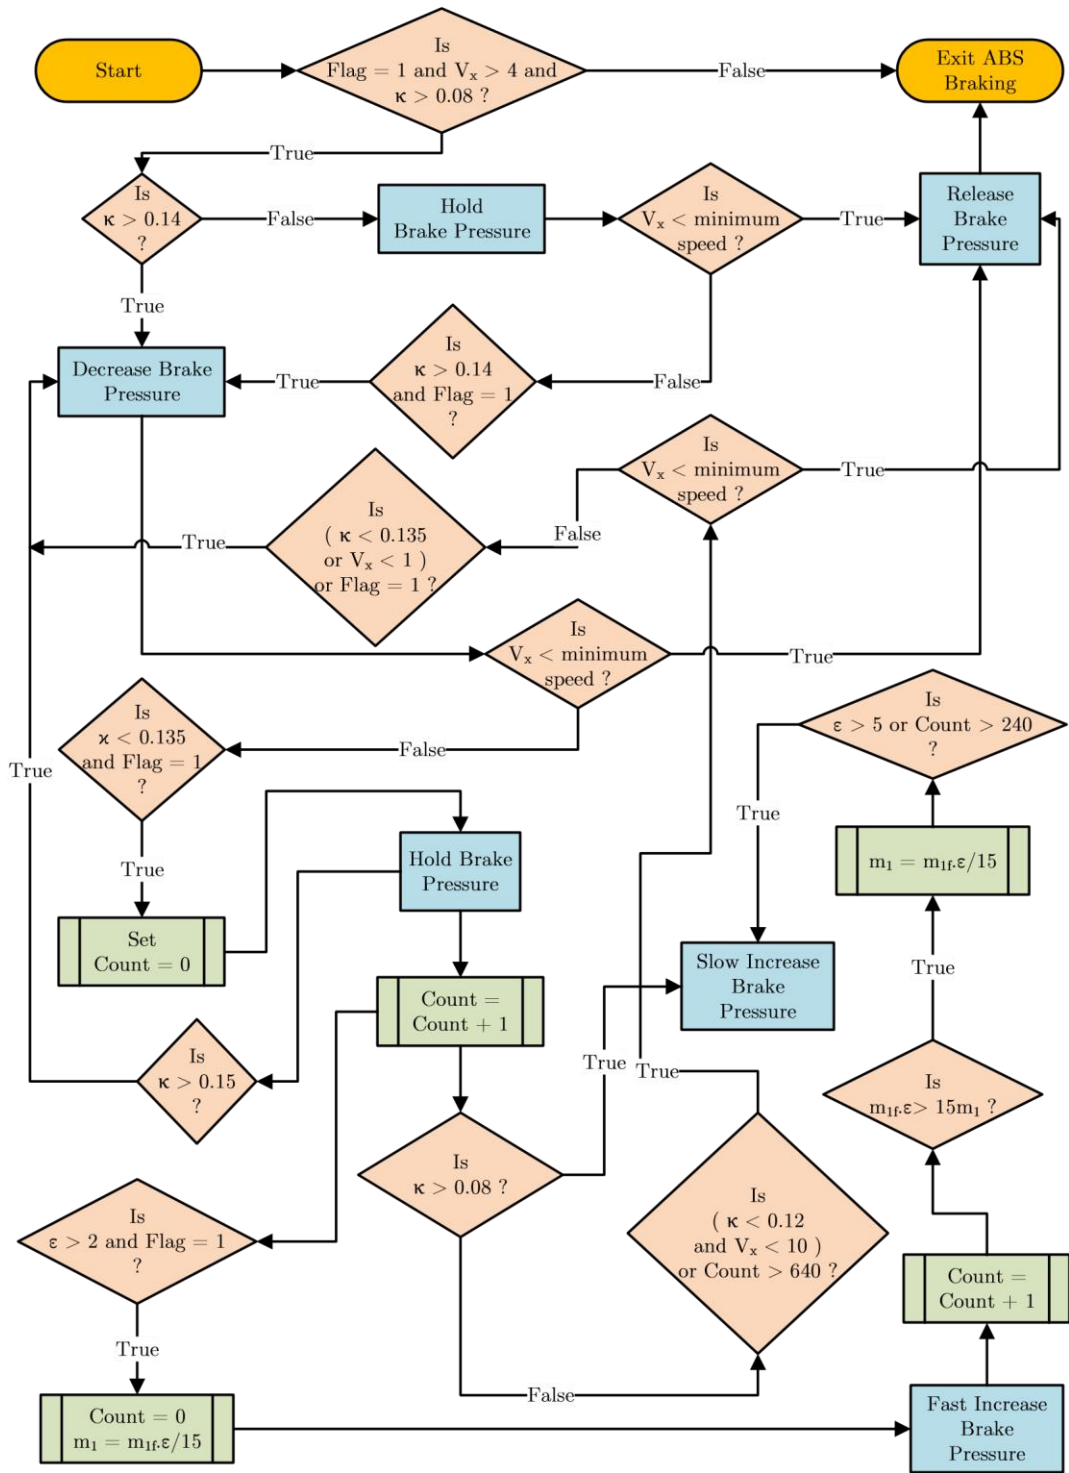 Start
Is
Flag = 1 and Vₓ > 4 and
κ > 0.08 ?
False
Exit ABS
Braking
True
Is
κ > 0.14
?
False
Hold
Brake Pressure
Is
Vₓ < minimum
speed ?
True
Release
Brake
Pressure
True
Decrease Brake
Pressure
True
Is
κ > 0.14
and Flag = 1
?
False
Is
Vₓ < minimum
speed ?
True
False
Is
( κ < 0.135
or Vₓ < 1 )
or Flag = 1 ?
True
Is
Vₓ < minimum
speed ?
True
False
Is
ϰ < 0.135
and Flag = 1
?
True
True
Set
Count = 0
Hold Brake
Pressure
Count =
Count + 1
Is
κ > 0.15
?
Is
κ > 0.08 ?
True
False
Is
ε > 2 and Flag = 1
?
True
Count = 0
m₁ = m₁f.ε/15
Is
( κ < 0.12
and Vₓ < 10 )
or Count > 640 ?
True
Slow Increase
Brake
Pressure
True
Is
ε > 5 or Count > 240
?
m₁ = m₁f.ε/15
True
Is
m₁f.ε> 15m₁ ?
Count =
Count + 1
Fast Increase
Brake
Pressure